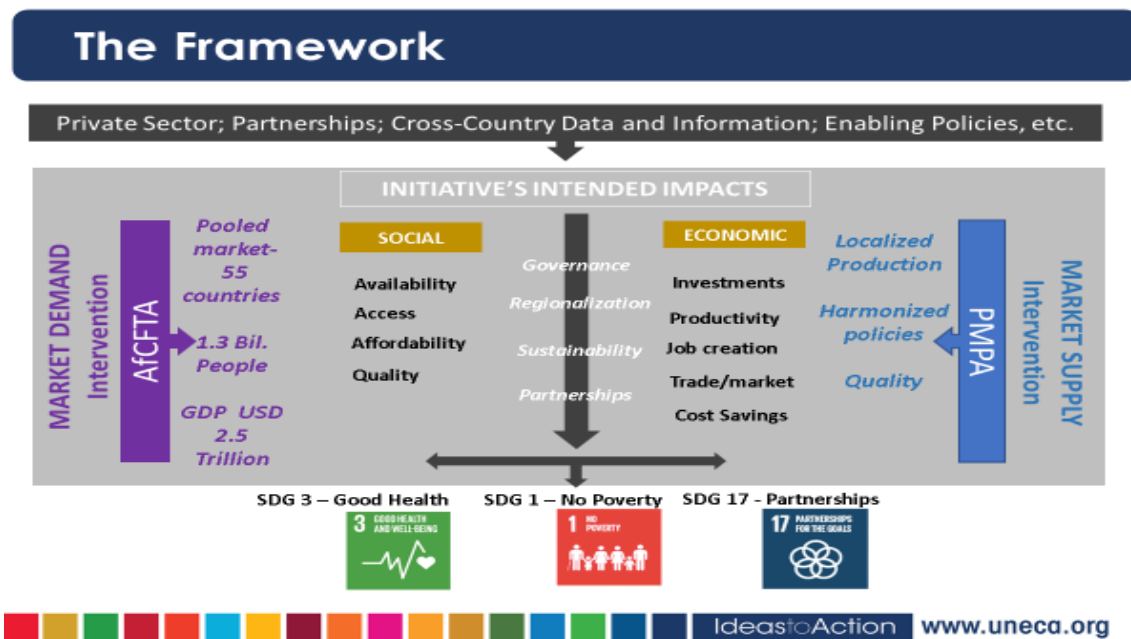 The Framework
Private Sector; Partnerships; Cross-Country Data and Information; Enabling Policies, etc.
INITIATIVE'S INTENDED IMPACTS
MARKET DEMAND
Intervention
AfCFTA
Pooled
market-
55
countries
1.3 Bil.
People
GDP USD
2.5
Trillion
SOCIAL
Availability
Access
Affordability
Quality
Governance
Regionalization
Sustainability
Partnerships
ECONOMIC
Investments
Productivity
Job creation
Trade/market
Cost Savings
Localized
Production
Harmonized
policies
Quality
PMPA
MARKET SUPPLY
Intervention
SDG 3 – Good Health
SDG 1 – No Poverty
SDG 17 - Partnerships
3 GOOD HEALTH
AND WELL-BEING
1 NO
POVERTY
17 PARTNERSHIPS
FOR THE GOALS
IdeastoAction
www.uneca.org